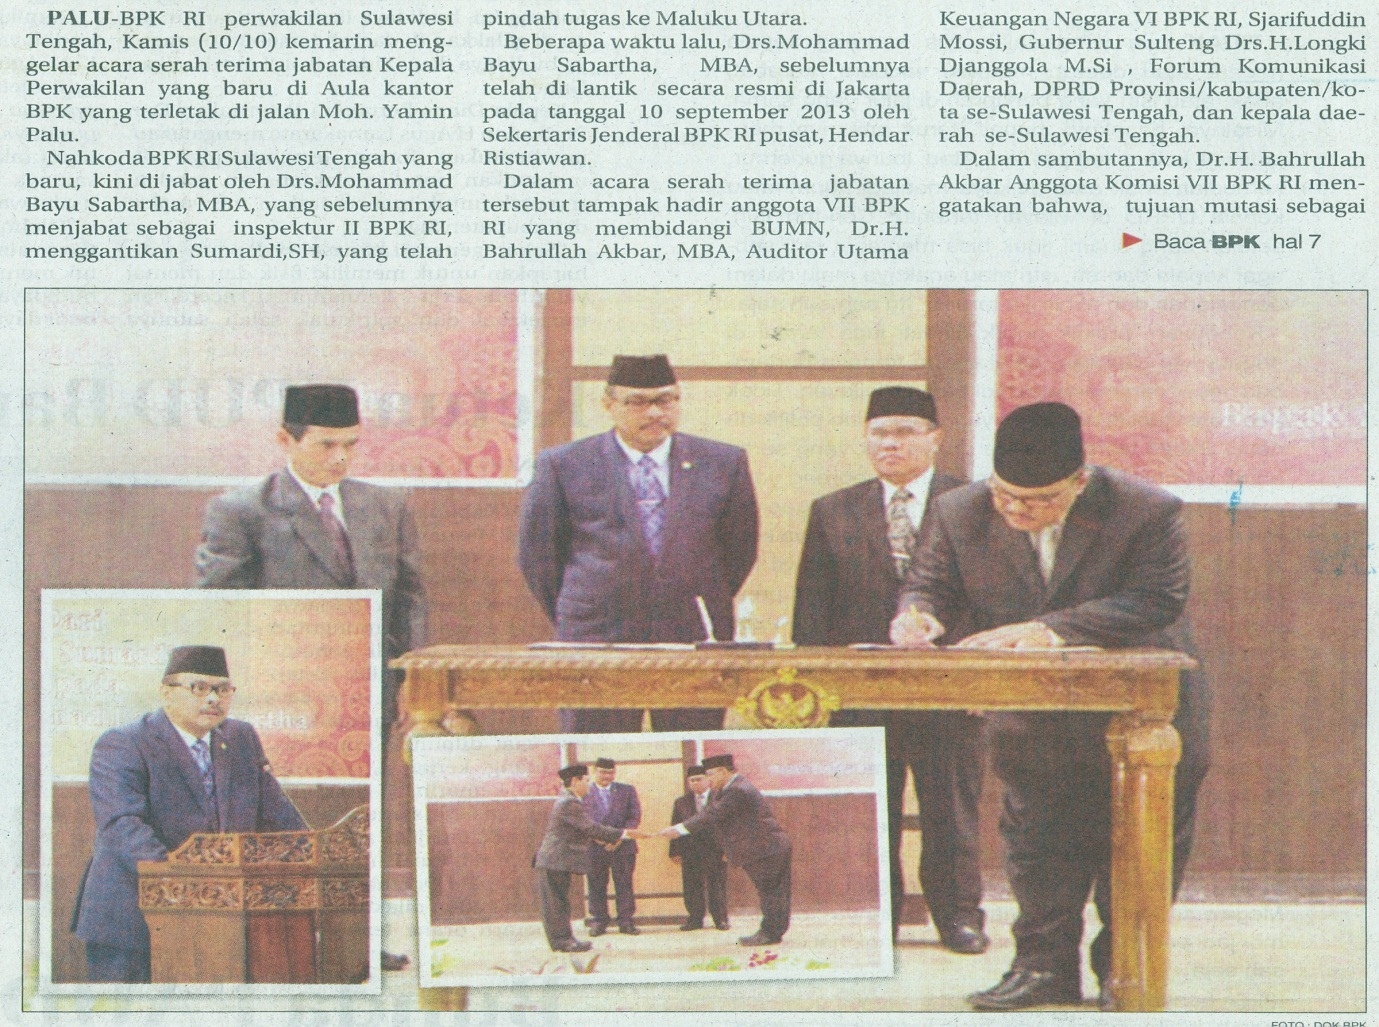 PALU-BPK RI perwakilan Sulawesi
Tengah, Kamis (10/10) kemarin meng-
gelar acara serah terima jabatan Kepala
Perwakilan yang baru di Aula kantor
BPK yang terletak di jalan Moh. Yamin
Palu.
Nahkoda BPK RI Sulawesi Tengah yang
baru, kini di jabat oleh Drs.Mohammad
Bayu Sabartha, MBA, yang sebelumnya
menjabat sebagai inspektur II BPK RI,
menggantikan Sumardi,SH, yang telah
pindah tugas ke Maluku Utara.
Beberapa waktu lalu, Drs.Mohammad
Bayu Sabartha, MBA, sebelumnya
telah di lantik secara resmi di Jakarta
pada tanggal 10 september 2013 oleh
Sekertais Jenderal BPK RI pusat, Hendar
Ristiawan.
Dalam acara serah terima jabatan
tersebut tampak hadir anggota VII BPK
RI yang membidangi BUMN, Dr.H.
Bahrullah Akbar, MBA, Auditor Utama
Keuangan Negara VI BPK RI, Sjarifuddin
Mossi, Gubernur Sulteng Drs.H.Longki
Djanggola M.Si , Forum Komunikasi
Daerah, DPRD Proyinsi/kabupaten/ko-
ta se-Sulawesi Tengah, dan kepala dae-
rah se-Sulawesi Tengah.
Dalam sambutannya, Dr.H. Bahrullah
Akbar Anggota Komisi VII BPK RI men-
gatakan bahwa, tujuan mutasi sebagai
Baca BPK hal 7
FOTO : DOK BPK